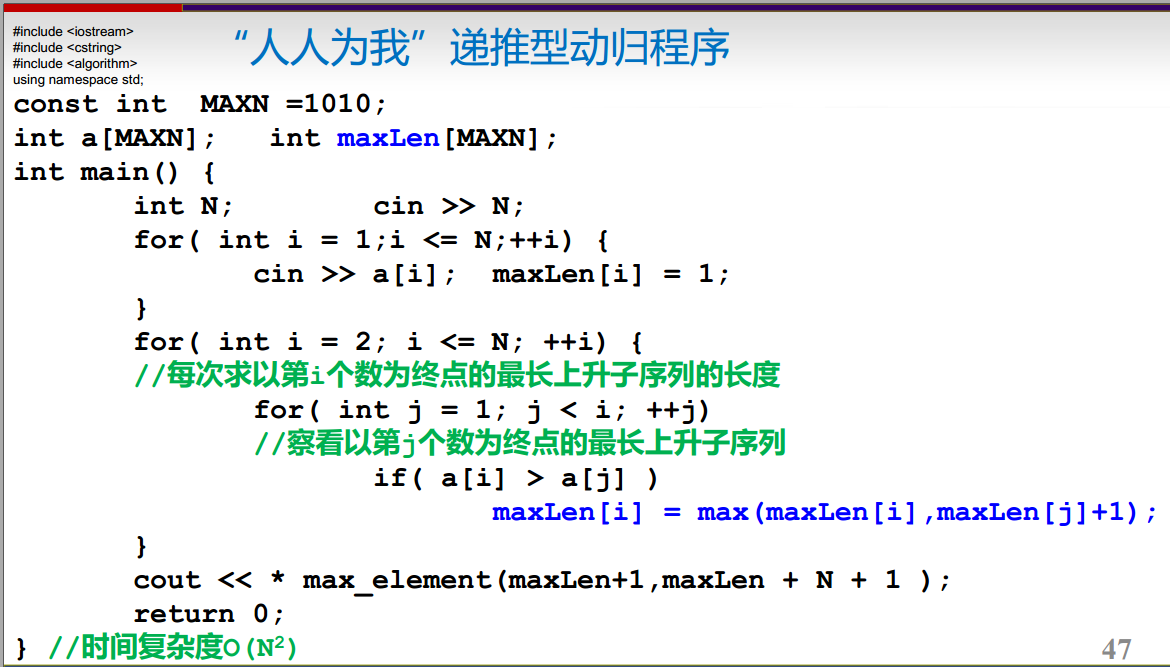 #include <iostream>
#include <cstring>
#include <algorithm>
using namespace std;
“人人为我”递推型动归程序
const int  MAXN =1010;
int a[MAXN];   int maxLen[MAXN];
int main() {
int N;        cin >> N;
for( int i = 1;i <= N;++i) {
cin >> a[i];  maxLen[i] = 1;
}
for( int i = 2; i <= N; ++i) {
//每次求以第i个数为终点的最长上升子序列的长度
for( int j = 1; j < i; ++j)
//察看以第j个数为终点的最长上升子序列
if( a[i] > a[j] )
maxLen[i] = max(maxLen[i],maxLen[j]+1);
}
cout << * max_element(maxLen+1,maxLen + N + 1 );
return 0;
} //时间复杂度O(N²)
47